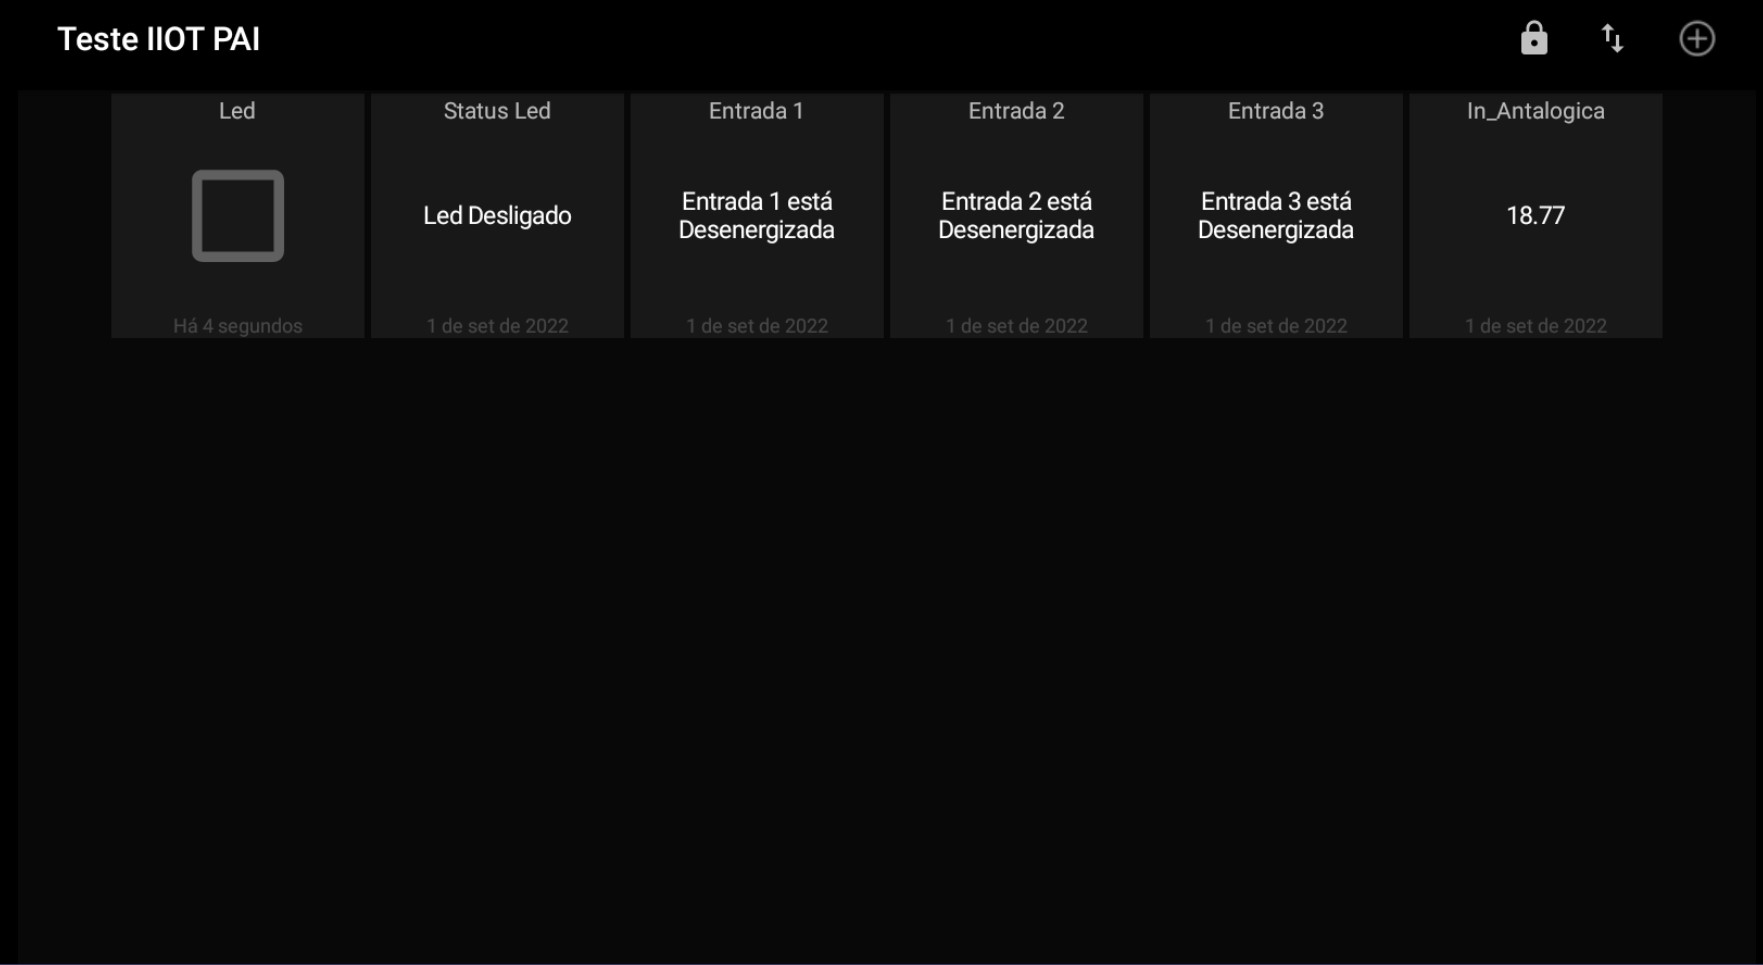 Teste IIOT PAI
Led
Há 4 segundos
Status Led
Led Desligado
1 de set de 2022
Entrada 1
Entrada 1 está
Desenergizada
1 de set de 2022
Entrada 2
Entrada 2 está
Desenergizada
1 de set de 2022
Entrada 3
Entrada 3 está
Desenergizada
1 de set de 2022
In_Antalogica
18.77
1 de set de 2022